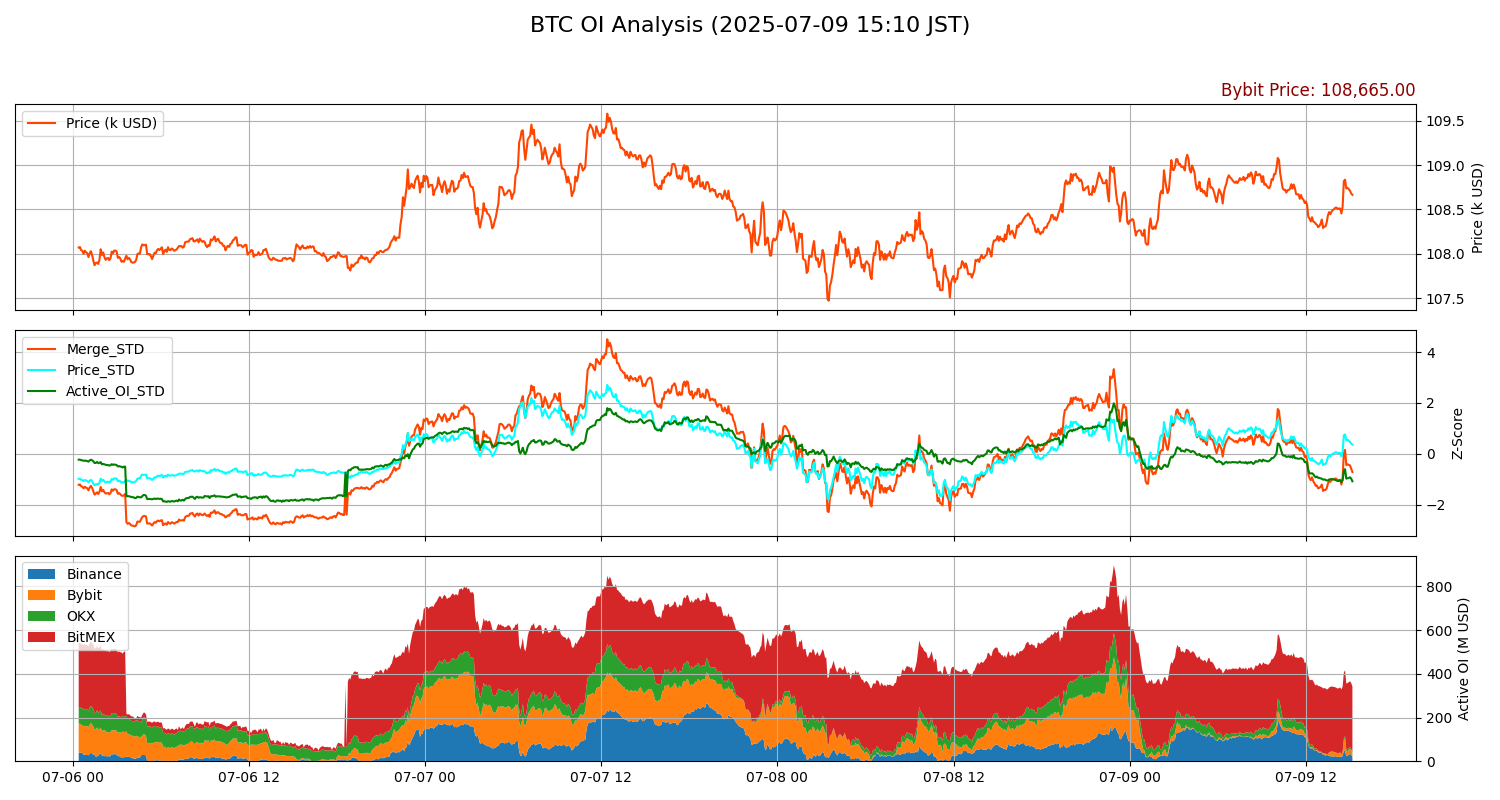 BTC OI Analysis (2025-07-09 15:10 JST)
Bybit Price: 108,665.00
Price (k USD)
109.5
109.0
108.5
108.0
107.5
Price (k USD)
Merge_STD
Price_STD
Active_OI_STD
4
2
0
−2
Z-Score
Binance
Bybit
OKX
BitMEX
800
600
400
200
0
Active OI (M USD)
07-06 00
07-06 12
07-07 00
07-07 12
07-08 00
07-08 12
07-09 00
07-09 12